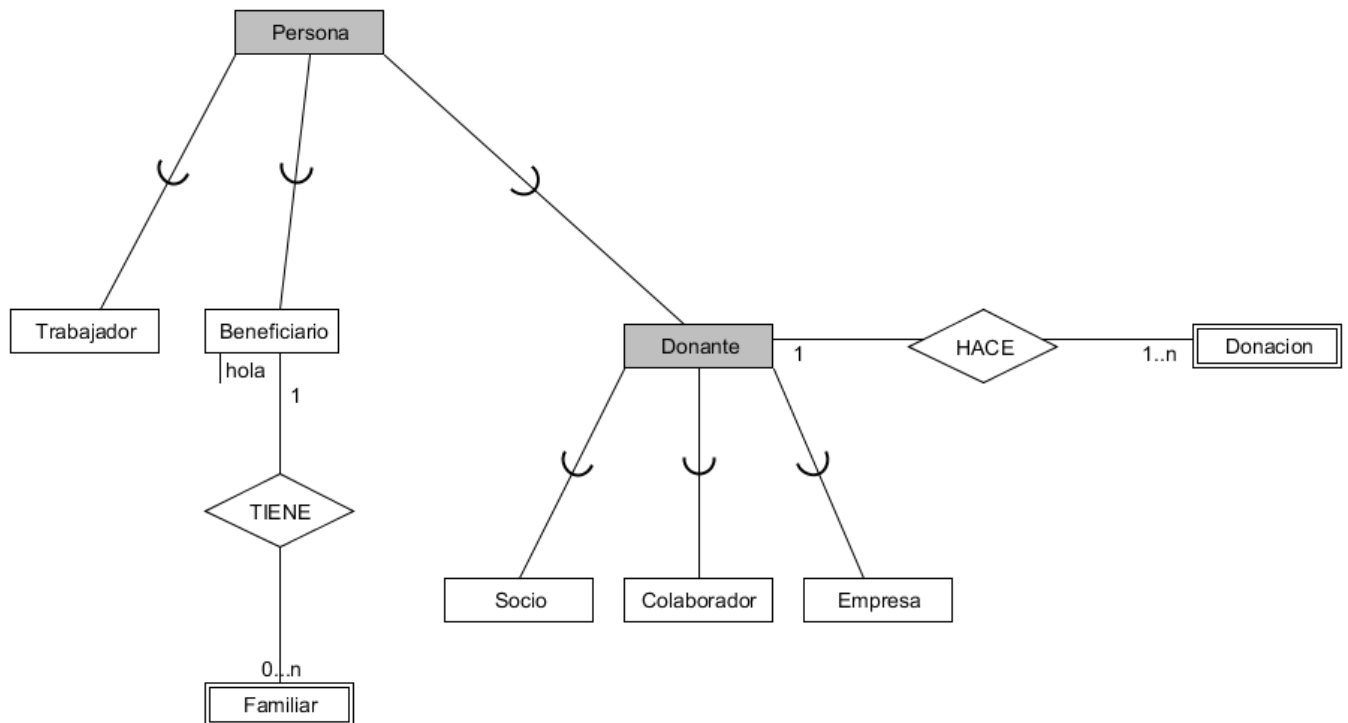 Persona
Trabajador
Beneficiario
hola
1
Donante
1
HACE
1..n
Donacion
TIENE
Socio
Colaborador
Empresa
0...n
Familiar